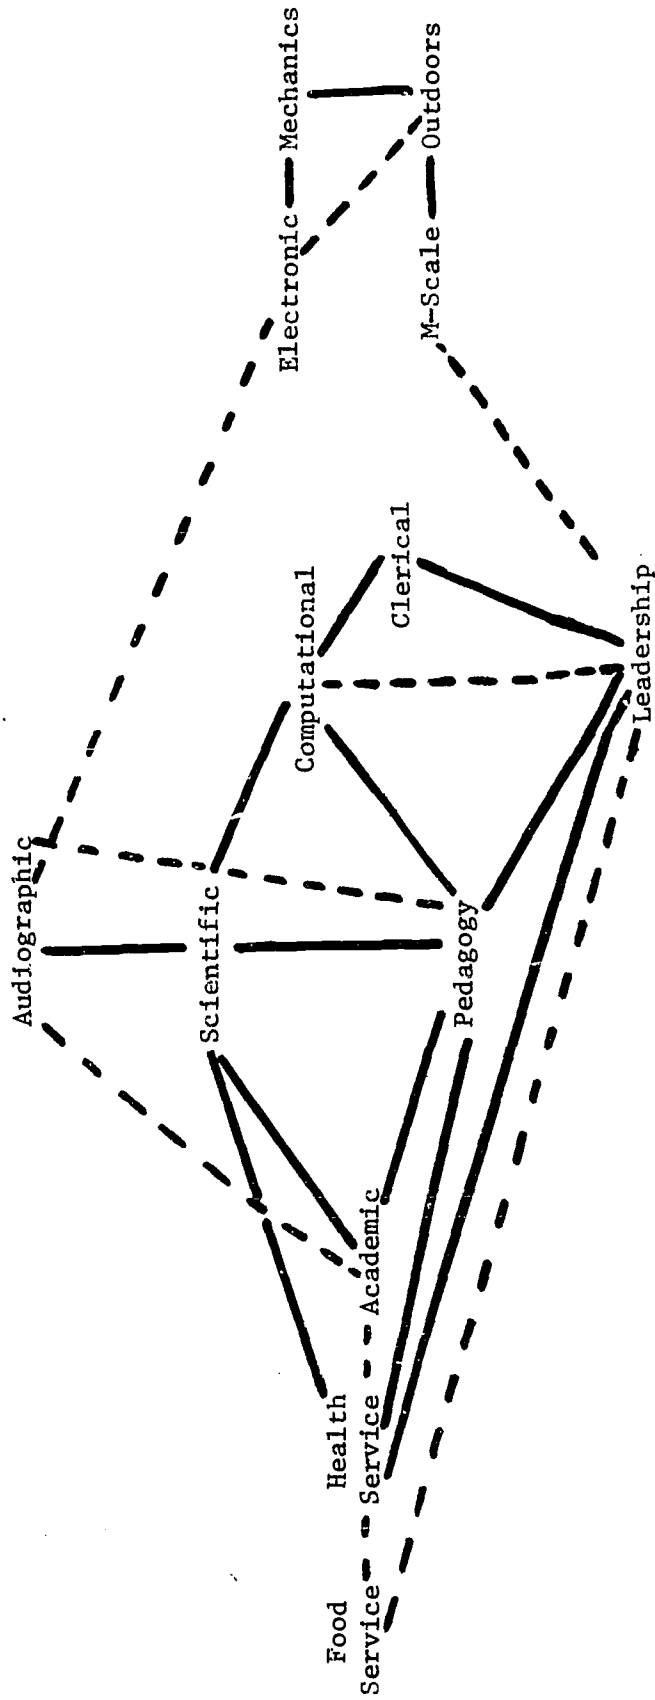 Audiographic
Scientific
Electronic
Mechanics
Computational
Food
Service
Health
Service
Academic
Clerical
M-Scale
Outdoors
Pedagogy
Leadership